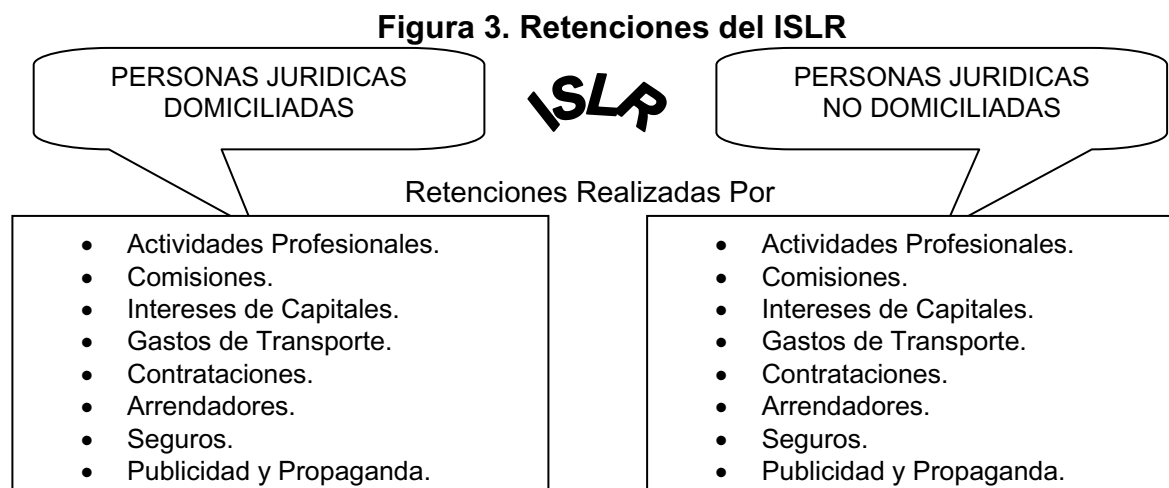 Figura 3. Retenciones del ISLR
PERSONAS JURIDICAS
DOMICILIADAS
ISLR
PERSONAS JURIDICAS
NO DOMICILIADAS
Retenciones Realizadas Por
• Actividades Profesionales.
• Comisiones.
• Intereses de Capitales.
• Gastos de Transporte.
• Contrataciones.
• Arrendadores.
• Seguros.
• Publicidad y Propaganda.
• Actividades Profesionales.
• Comisiones.
• Intereses de Capitales.
• Gastos de Transporte.
• Contrataciones.
• Arrendadores.
• Seguros.
• Publicidad y Propaganda.